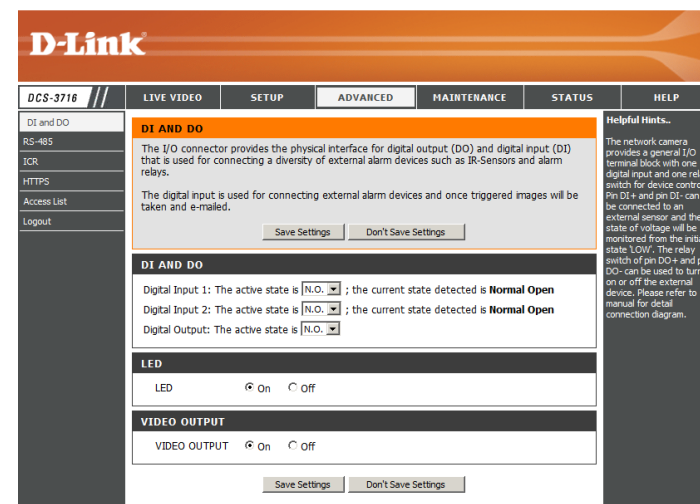 D-Link
DCS-3716
LIVE VIDEO
SETUP
ADVANCED
MAINTENANCE
STATUS
HELP
DI and DO
RS-485
ICR
HTTPS
Access List
Logout
DI AND DO
The I/O connector provides the physical interface for digital output (DO) and digital input (DI)
that is used for connecting a diversity of external alarm devices such as IR-Sensors and alarm
relays.
The digital input is used for connecting external alarm devices and once triggered images will be
taken and e-mailed.
Save Settings
Don't Save Settings
DI AND DO
Digital Input 1: The active state is N.O. ; the current state detected is Normal Open
Digital Input 2: The active state is N.O. ; the current state detected is Normal Open
Digital Output: The active state is N.O.
LED
LED On Off
VIDEO OUTPUT
VIDEO OUTPUT On Off
Save Settings
Don't Save Settings
Helpful Hints..
The network camera
provides a general I/O
terminal block with one
digital input and one
switch for device
Pin DI+ and pin DI- can
be connected to an
external sensor and
state of voltage will be
monitored from the
state 'LOW'. The relay
switch of pin DO+ and
DO- can be used to turn
on or off the external
device. Please refer to
manual for detail
connection diagram.